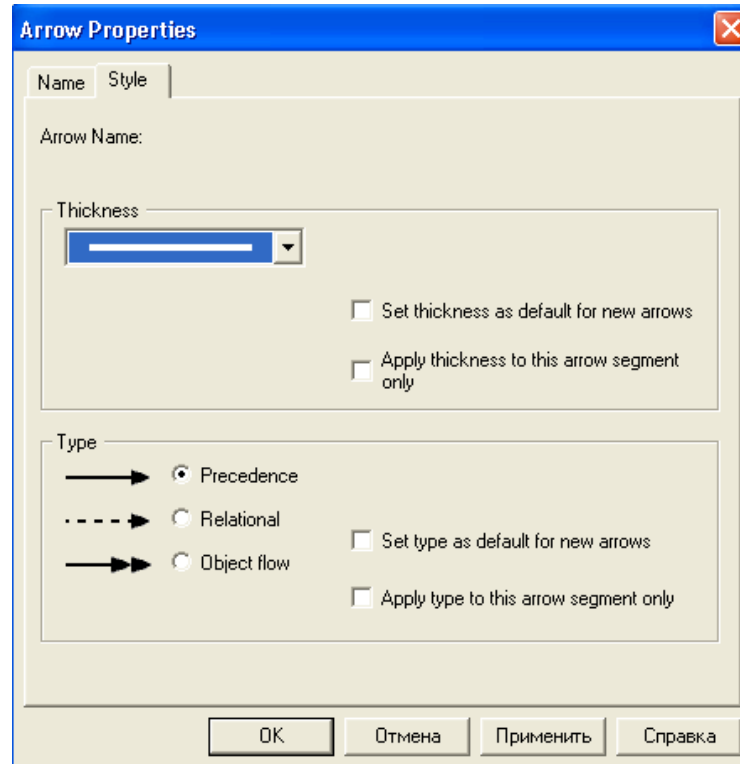 Arrow Properties
Name Style
Arrow Name:
Thickness
Set thickness as default for new arrows
Apply thickness to this arrow segment
only
Type
Precedence
Relational
Object flow
Set type as default for new arrows
Apply type to this arrow segment only
OK Отмена Применить Справка